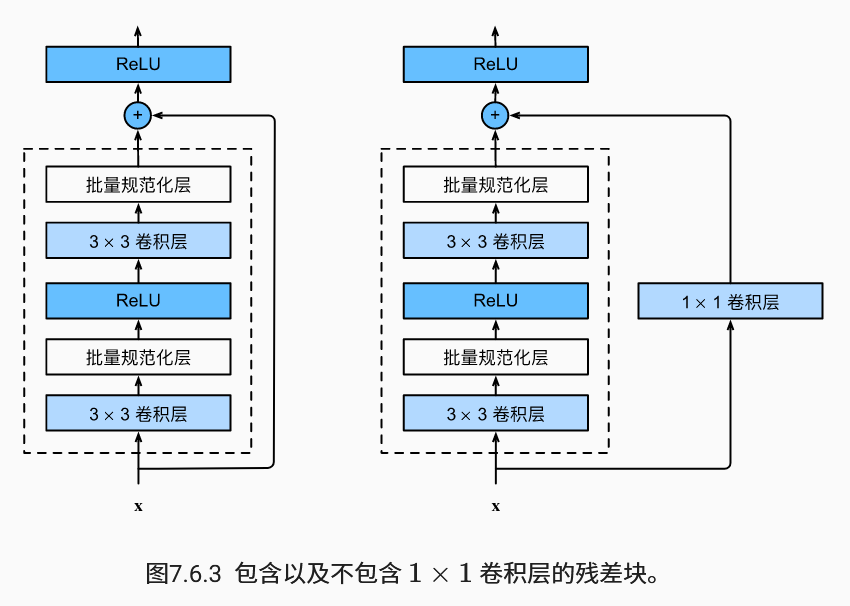 ReLU
+
批量规范化层
3 × 3 卷积层
ReLU
批量规范化层
3 × 3 卷积层
x
ReLU
+
批量规范化层
3 × 3 卷积层
ReLU
批量规范化层
3 × 3 卷积层
x
1 × 1 卷积层
图7.6.3 包含以及不包含 1 × 1 卷积层的残差块。